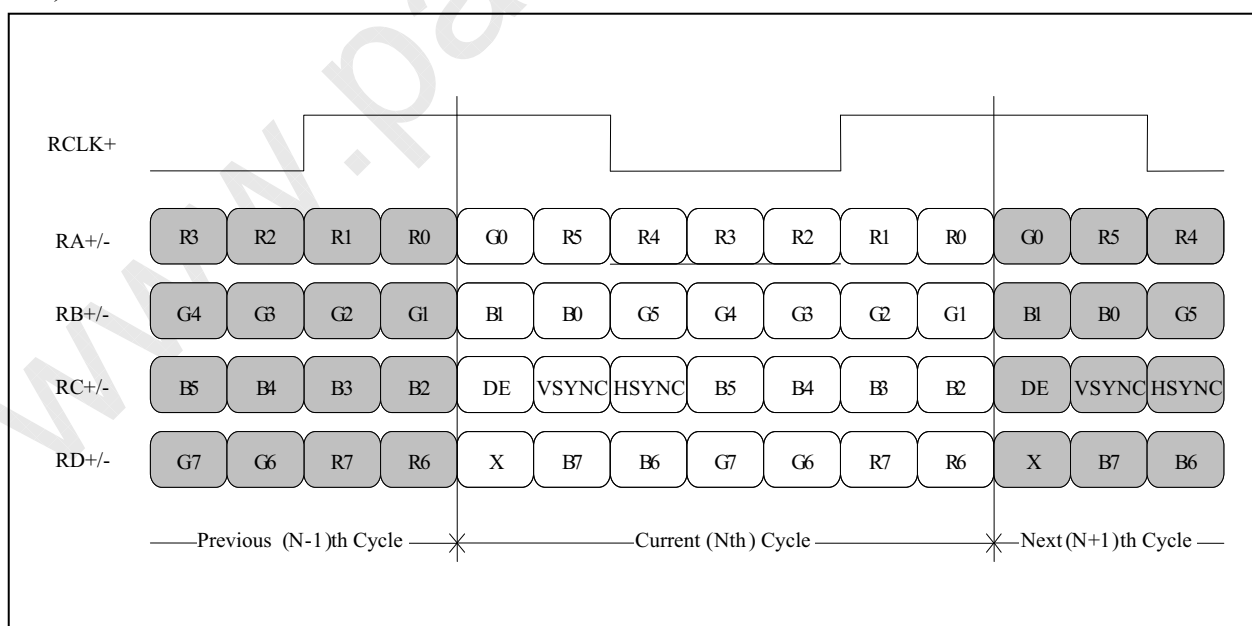 RCLK+
RA+/- R3 R2 R1 R0 G0 R5 R4 R3 R2 R1 R0 G0 R5 R4
RB+/- G4 G3 G2 G1 B1 B0 G5 G4 G3 G2 G1 B1 B0 G5
RC+/- B5 B4 B3 B2 DE VSYNC HSYNC B5 B4 B3 B2 DE VSYNC HSYNC
RD+/- G7 G6 R7 R6 X B7 B6 G7 G6 R7 R6 X B7 B6
Previous (N-1)th Cycle Current (Nth) Cycle Next (N+1)th Cycle
www.pa